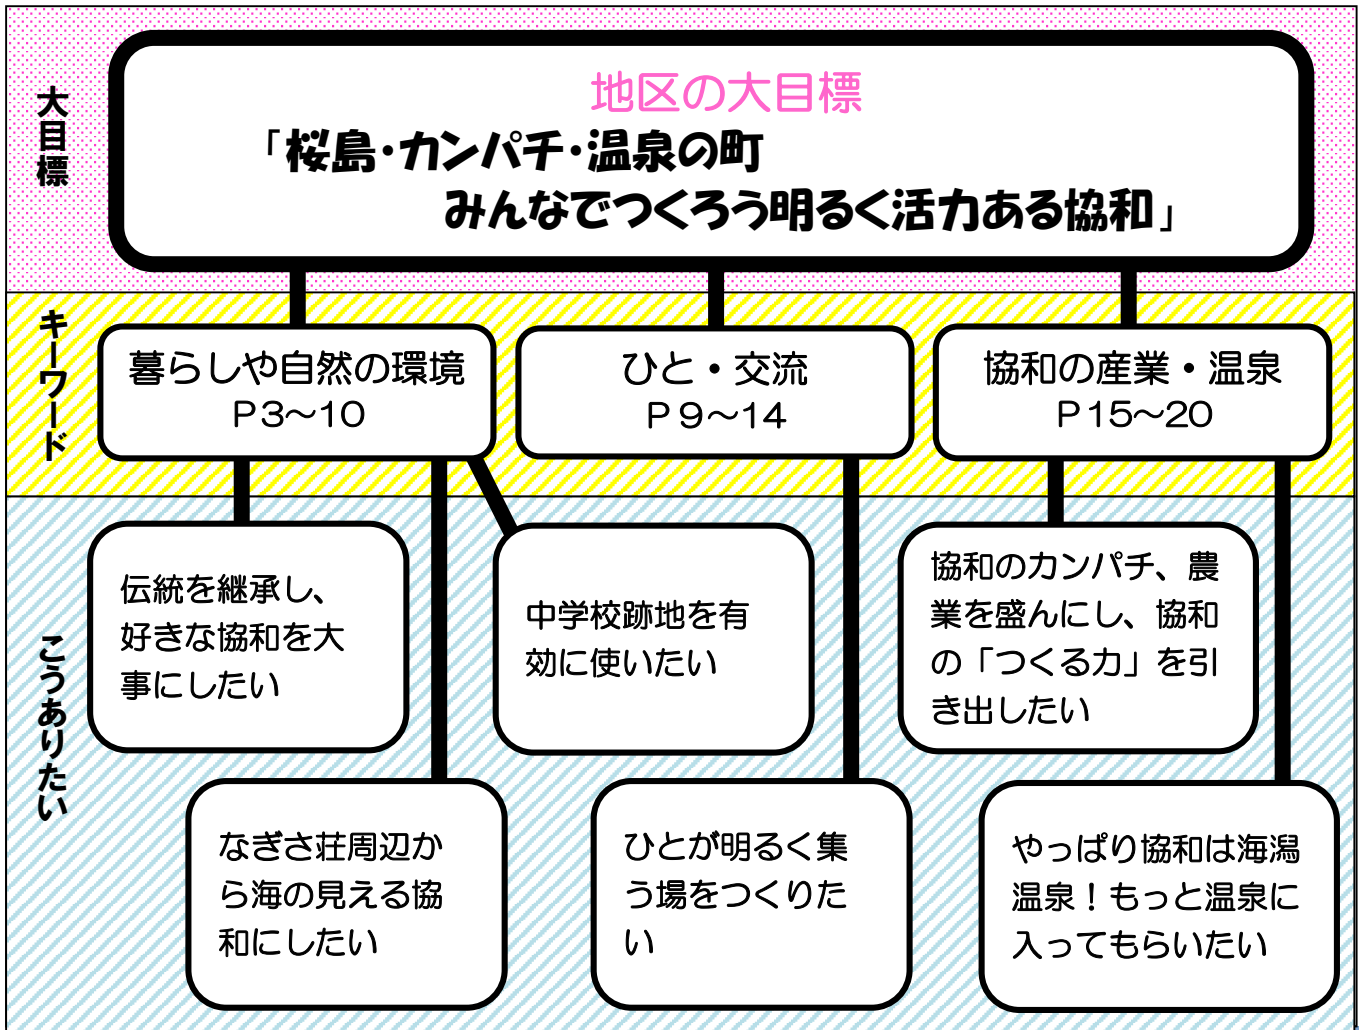 大目標
地区の大目標
「桜島・カンパチ・温泉の町
みんなでつくろう明るく活力ある協和」
キーワード
暮らしや自然の環境
P3～10
ひと・交流
P9～14
協和の産業・温泉
P15～20
こうありたい
伝統を継承し、
好きな協和を大
事にしたい
中学校跡地を有
効に使いたい
協和のカンパチ、農
業を盛んにし、協和
の「つくる力」を引
き出したい
なぎさ荘周辺か
ら海の見える協
和にしたい
ひとが明るく集
う場をつくりた
い
やっぱり協和は海潟
温泉！もっと温泉に
入ってもらいたい